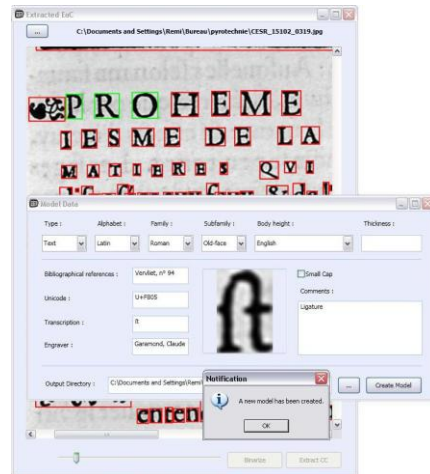 Extracted EoC
... C:\Documents and Settings\Remi\Bureau\pyrotechnie\CESR_15102_0319.jpg
PROHEME
IESME DE LA
MATIERES QVI
Model Data
Type : Alphabet : Family : Subfamily : Body height : Thickness :
Text Latin Roman Old-face English
Bibliographical references : Vervliet, n° 94
Small Cap
Comments :
Ligature
Unicode : U+FB05
Transcription : ft
Engraver : Garamond, Claude
Output Directory : C:\Documents and Settings\Remi
... Create Model
Notification
A new model has been created.
OK
Binarize Extract CC